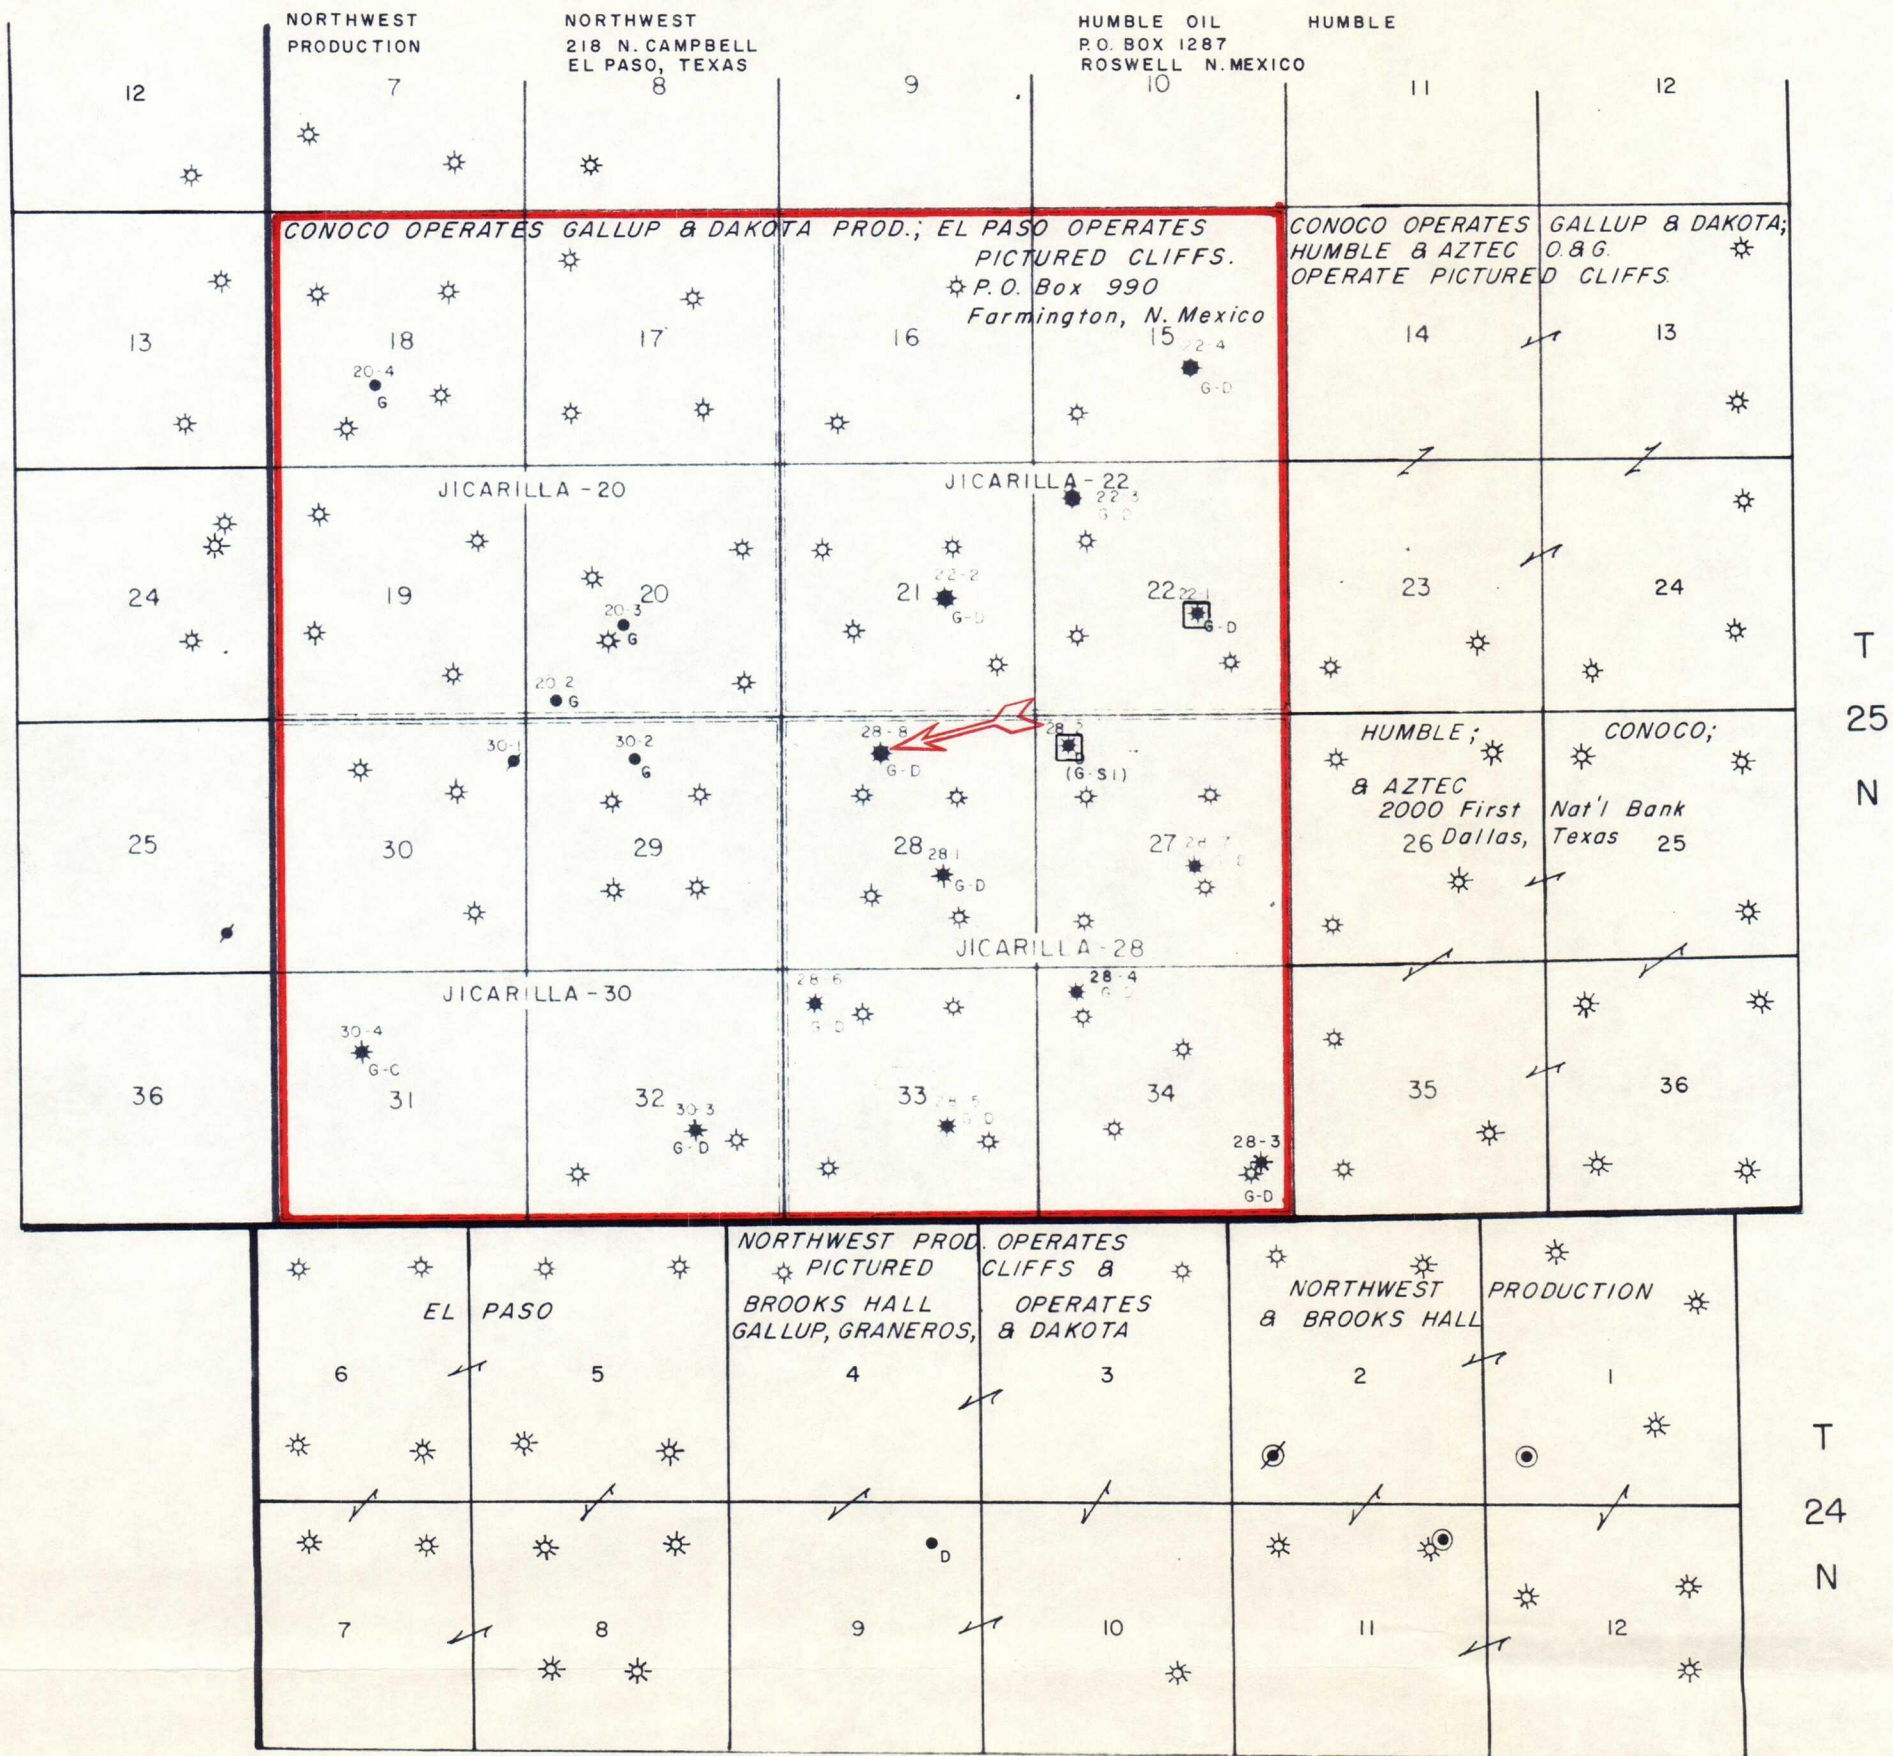 NORTHWEST
PRODUCTION
NORTHWEST
218 N. CAMPBELL
EL PASO, TEXAS
HUMBLE OIL
P.O. BOX 1287
ROSWELL N. MEXICO
HUMBLE
12 7 8 9 10 11 12
CONOCO OPERATES GALLUP & DAKOTA PROD.; EL PASO OPERATES
PICTURED CLIFFS.
P.O. Box 990
Farmington, N. Mexico
CONOCO OPERATES GALLUP & DAKOTA;
HUMBLE & AZTEC O.&G.
OPERATE PICTURED CLIFFS.
13 18 17 16 15 14 13
20-4
G
22-4
G-D
JICARILLA-20
JICARILLA-22
22-3
G-D
24 19 20 21 22 23 24
20-3
G
22-2
G-D
22-1
G-D
20-2
G
T
25
N
30-1
30-2
G
28-8
G-D
D
(G-SI)
HUMBLE; CONOCO;
& AZTEC
2000 First Nat'l Bank
Dallas, Texas
25 30 29 28 27 26 25
28-1
G-D
28-7
JICARILLA-28
JICARILLA-30
28-6
G-D
28-4
G-D
30-4
G-C
36 31 32 33 34 35 36
30-3
G-D
28-5
G-D
28-3
G-D
NORTHWEST PROD. OPERATES
PICTURED CLIFFS &
BROOKS HALL OPERATES
GALLUP, GRANEROS, & DAKOTA
EL PASO
NORTHWEST PRODUCTION
& BROOKS HALL
6 5 4 3 2 1
T
24
N
D
7 8 9 10 11 12